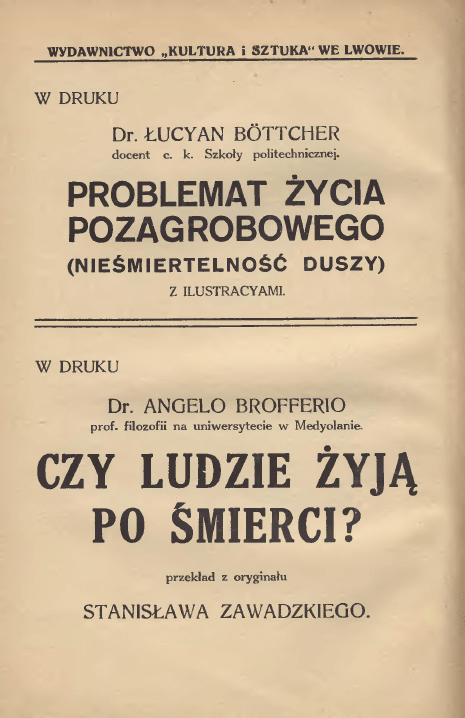 WYDAWNICTWO „KULTURA i SZTUKA“ WE LWOWIE.
W DRUKU
Dr. ŁUCYAN BÖTTCHER
docent c. k. Szkoły politechnicznej.
PROBLEMAT ŻYCIA
POZAGROBOWEGO
(NIEŚMIERTELNOŚĆ DUSZY)
Z ILUSTRACYAMI.
W DRUKU
Dr. ANGELO BROFFERIO
prof. filozofii na uniwersytecie w Medyolanie.
CZY LUDZIE ŻYJĄ
PO ŚMIERCI?
przekład z oryginału
STANISŁAWA ZAWADZKIEGO.